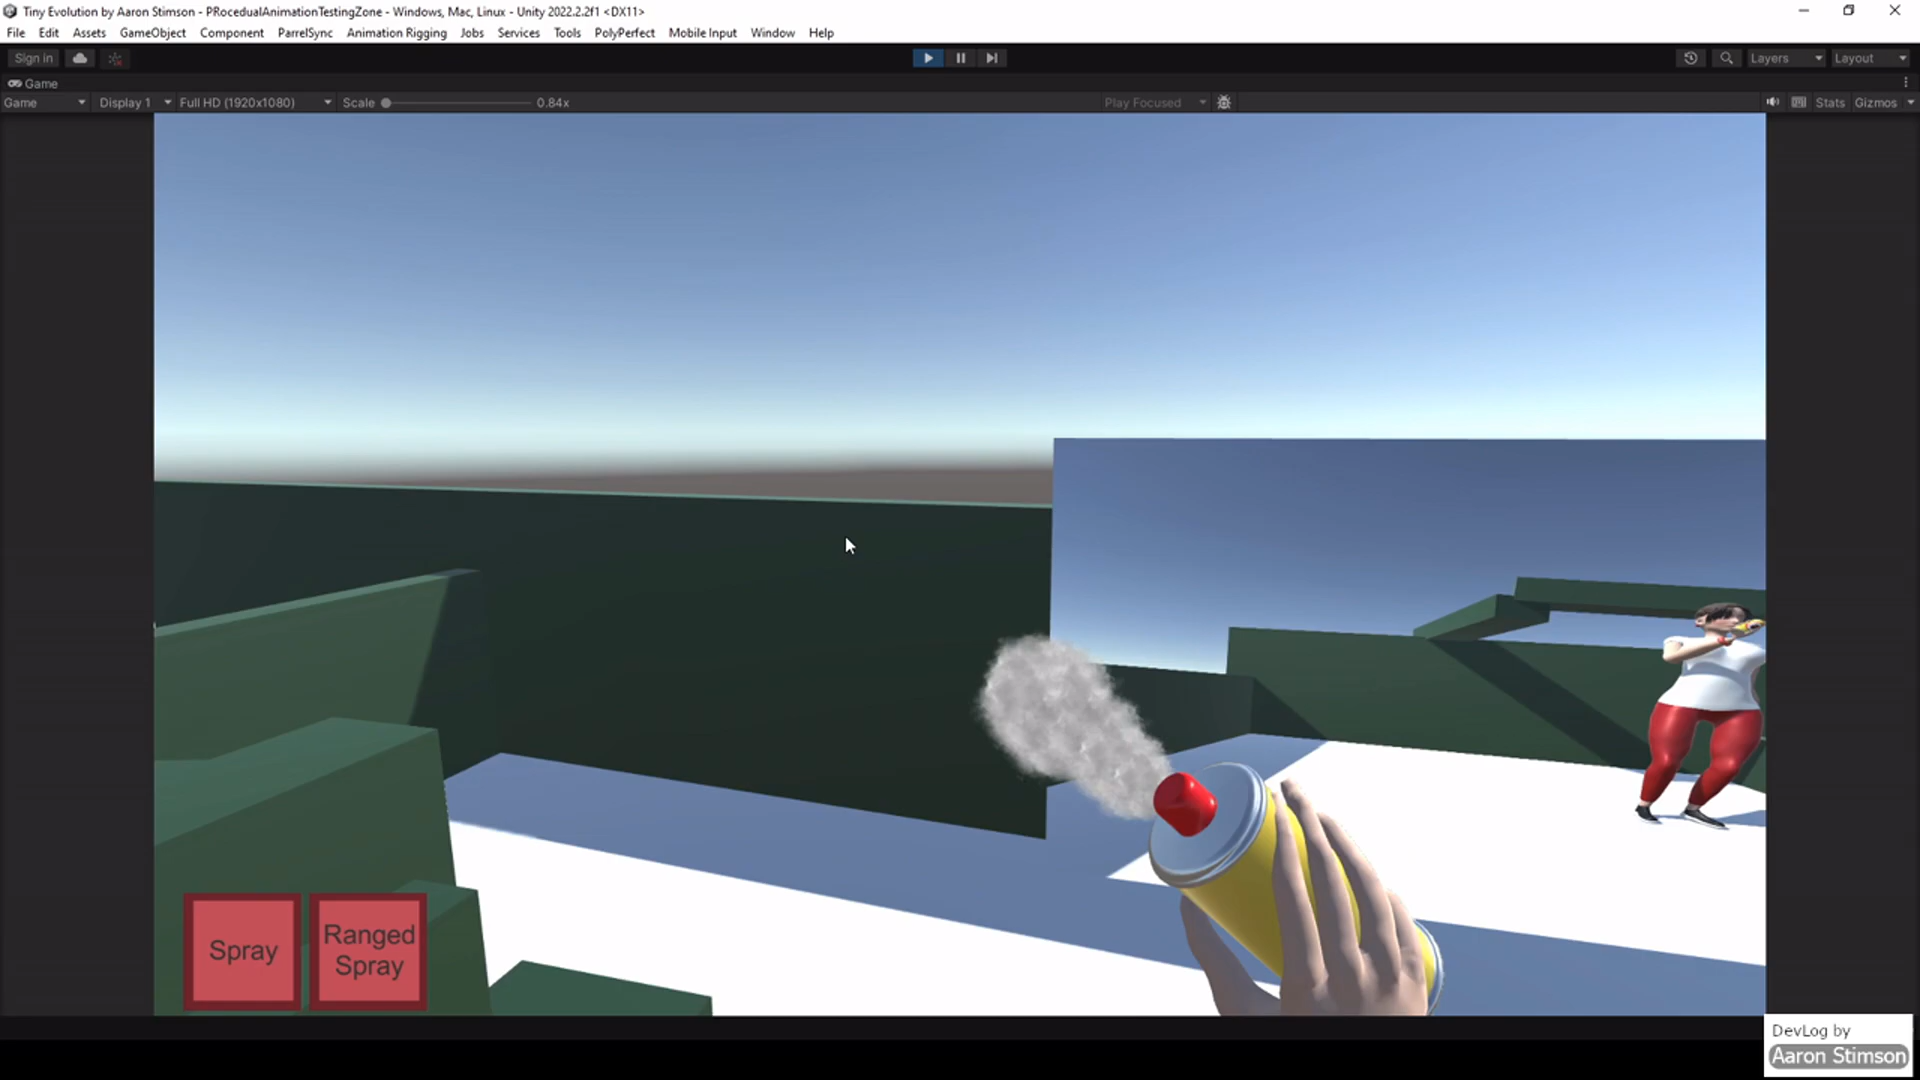 Tiny Evolution by Aaron Stimson - PRocedualAnimationTestingZone - Windows, Mac, Linux - Unity 2022.2.2f1 <DX11>
File Edit Assets GameObject Component ParrelSync Animation Rigging Jobs Services Tools PolyPerfect Mobile Input Window Help
Sign in Layers Layout
Game
Game Display 1 Full HD (1920x1080) Scale 0.84x Play Focused Stats Gizmos
Spray
Ranged
Spray
DevLog by
Aaron Stimson